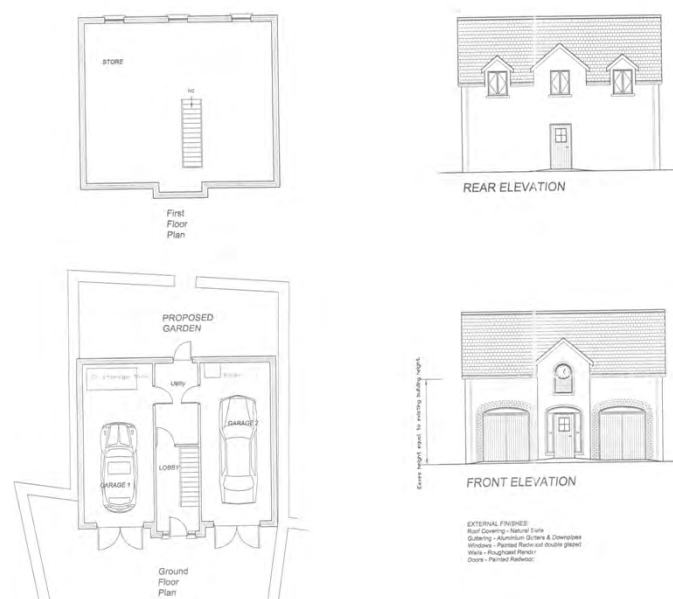 STORE
First
Floor
Plan
REAR ELEVATION
PROPOSED
GARDEN
Utility
GARAGE 2
LOBBY
GARAGE 1
Ground
Floor
Plan
Eaves height equal to existing building height.
FRONT ELEVATION
EXTERNAL FINISHES:
Roof Covering - Natural Slate
Guttering - Aluminium Gutters & Downpipes
Windows - Painted Redwood double glazed
Walls - Roughcast Render
Doors - Painted Redwood